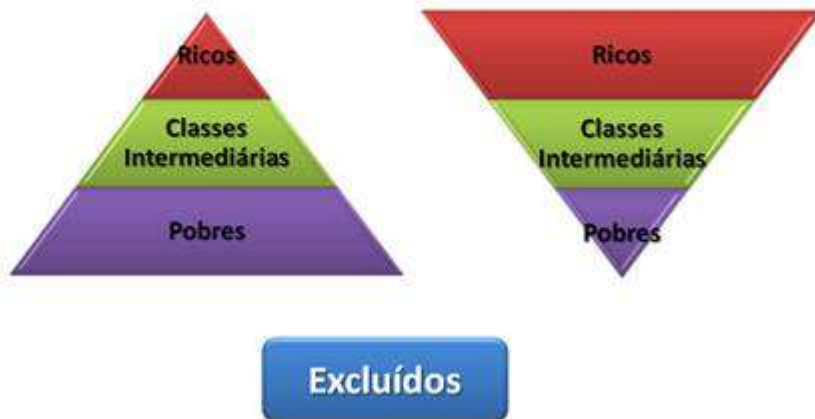 Ricos
Classes
Intermediárias
Pobres
Ricos
Classes
Intermediárias
Pobres
Excluídos